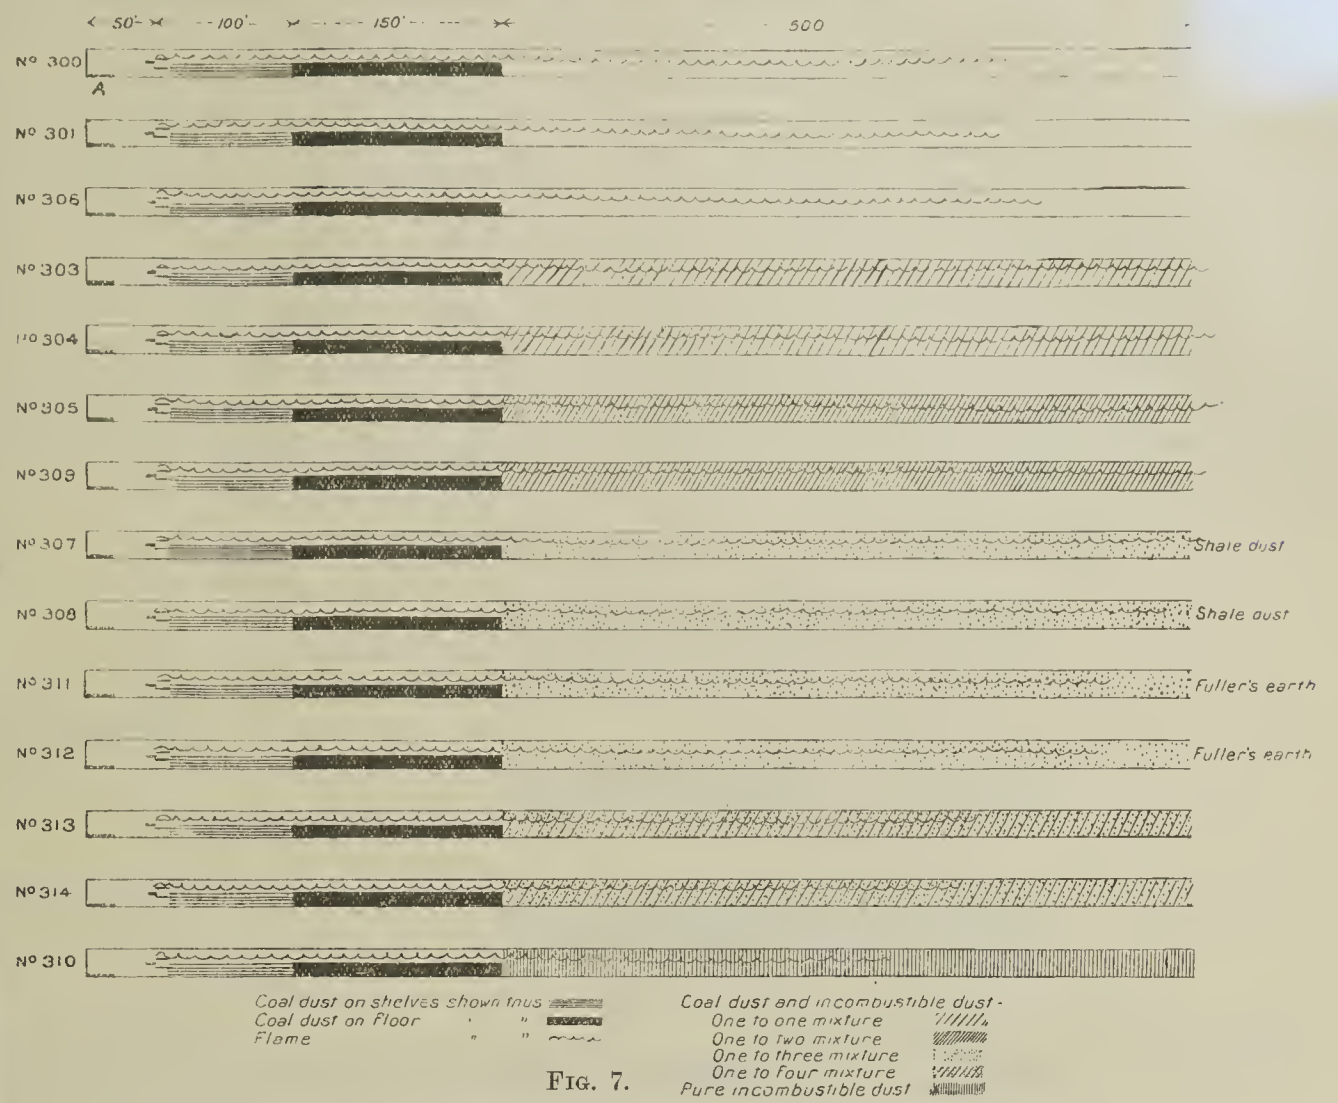 50' 100' 150' 500
Nº 300
A
Nº 301
Nº 306
Nº 303
Nº 304
Nº 305
Nº 309
Nº 307 Shale dust
Nº 308 Shale dust
Nº 311 Fuller's earth
Nº 312 Fuller's earth
Nº 313
Nº 314
Nº 310
Coal dust on shelves shown thus
Coal dust on floor " "
Flame " "
Coal dust and incombustible dust-
One to one mixture
One to two mixture
One to three mixture
One to four mixture
Pure incombustible dust
FIG. 7.